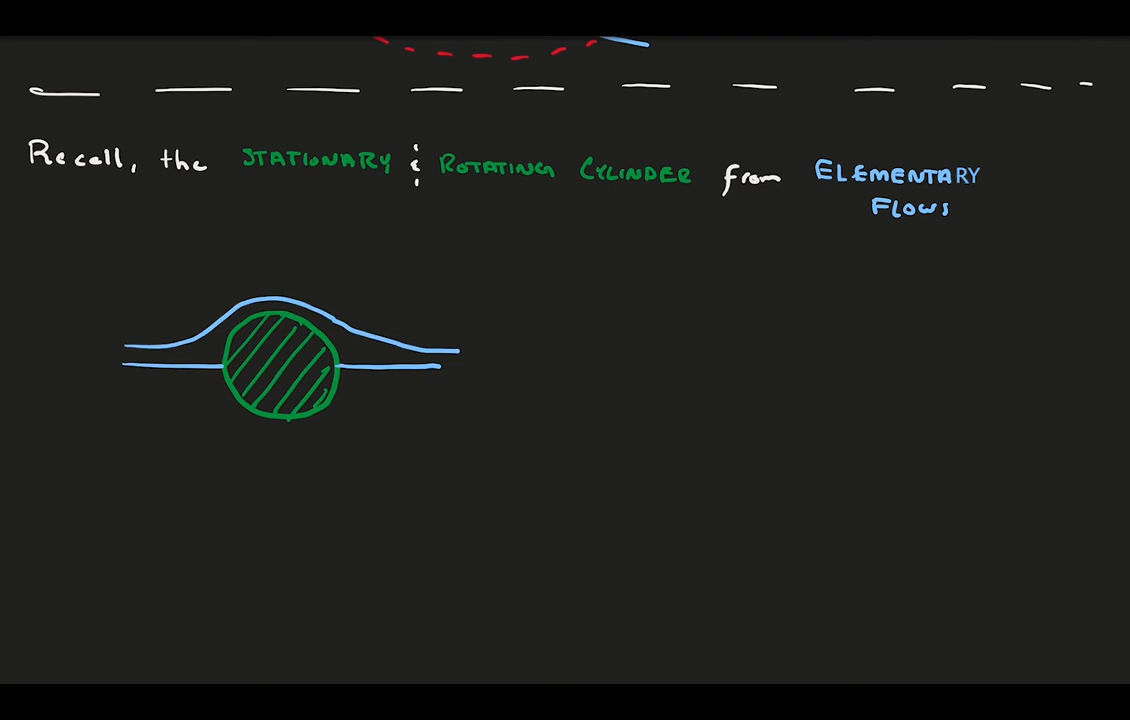 Recall, the STATIONARY & ROTATING CYLINDER from ELEMENTARY
FLOWS